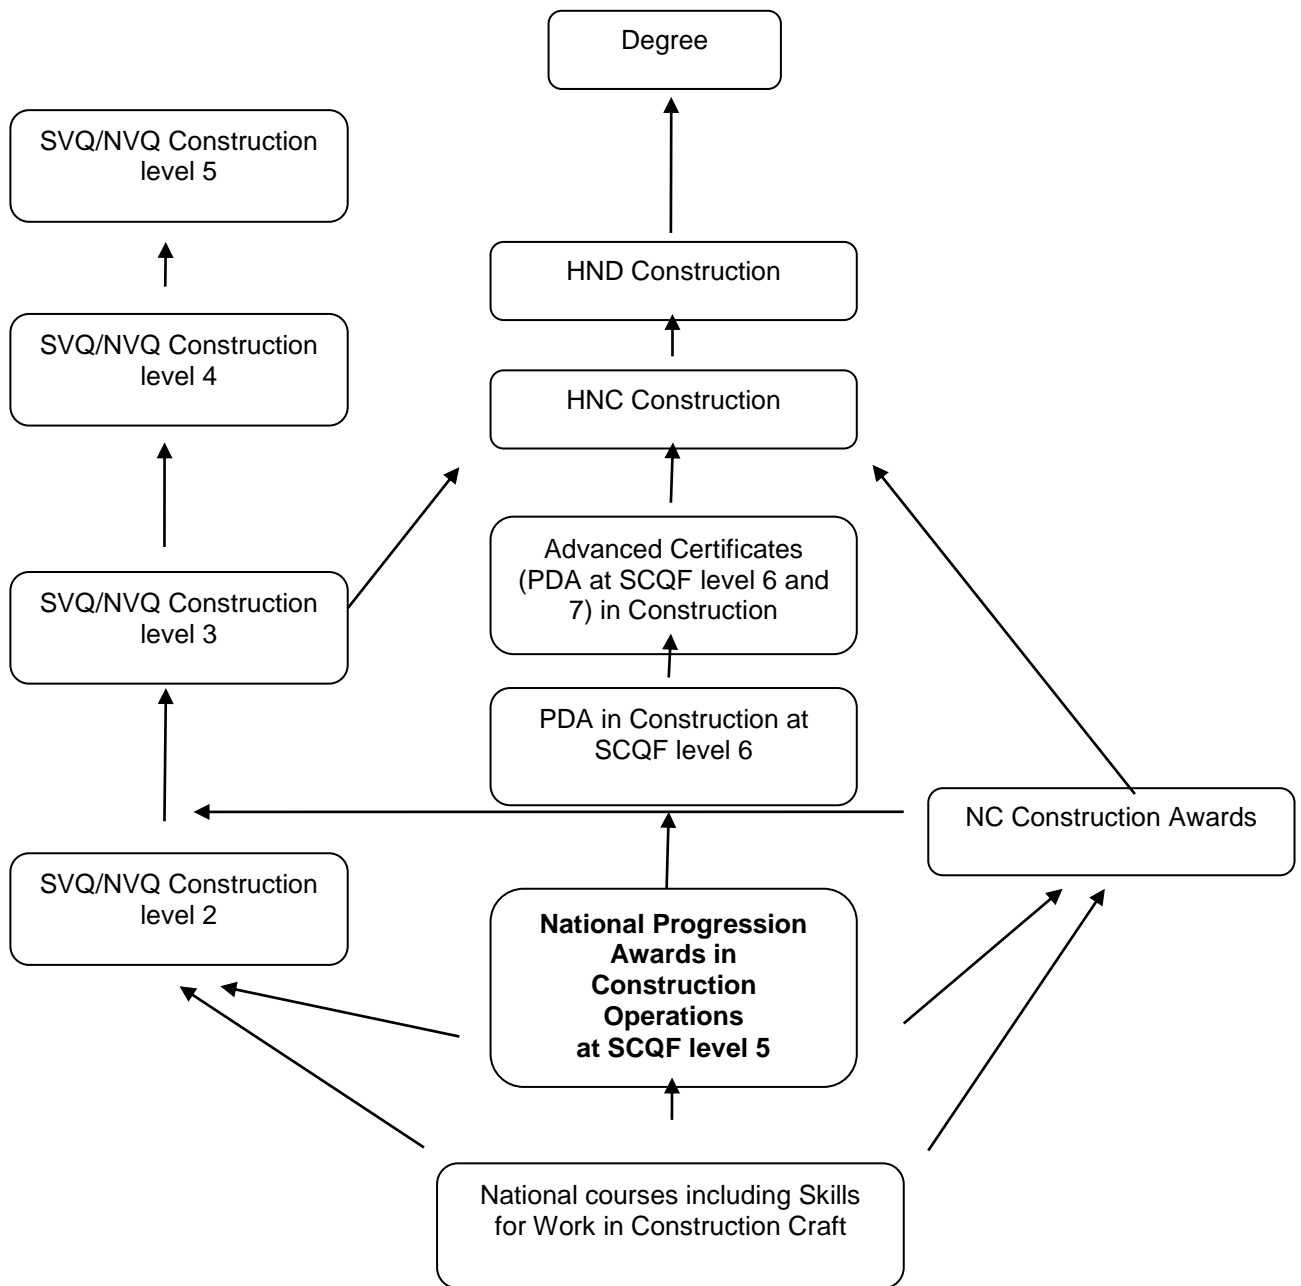 Degree
SVQ/NVQ Construction
level 5
HND Construction
SVQ/NVQ Construction
level 4
HNC Construction
Advanced Certificates
(PDA at SCQF level 6 and
7) in Construction
SVQ/NVQ Construction
level 3
PDA in Construction at
SCQF level 6
NC Construction Awards
SVQ/NVQ Construction
level 2
National Progression
Awards in
Construction
Operations
at SCQF level 5
National courses including Skills
for Work in Construction Craft